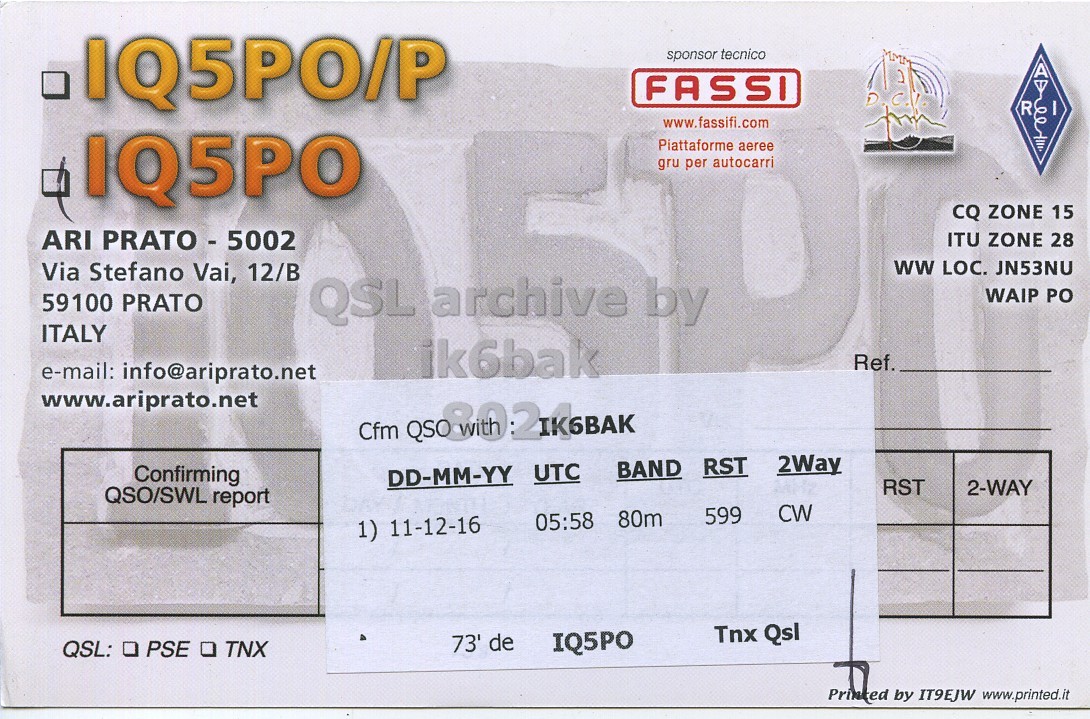 IQ5PO/P
IQ5PO
ARI PRATO - 5002
Via Stefano Vai, 12/B
59100 PRATO
ITALY
e-mail: info@ariprato.net
www.ariprato.net
sponsor tecnico
FASSI
www.fassifi.com
Piattaforme aeree
gru per autocarri
D.C.I.
A
R I
CQ ZONE 15
ITU ZONE 28
WW LOC. JN53NU
WAIP PO
Ref.
QSL archive by
ik6bak
8024
Cfm QSO with : IK6BAK
DD-MM-YY UTC BAND RST 2Way
1) 11-12-16 05:58 80m 599 CW
73' de IQ5PO Tnx Qsl
Confirming
QSO/SWL report
RST 2-WAY
QSL: PSE TNX
Printed by IT9EJW www.printed.it